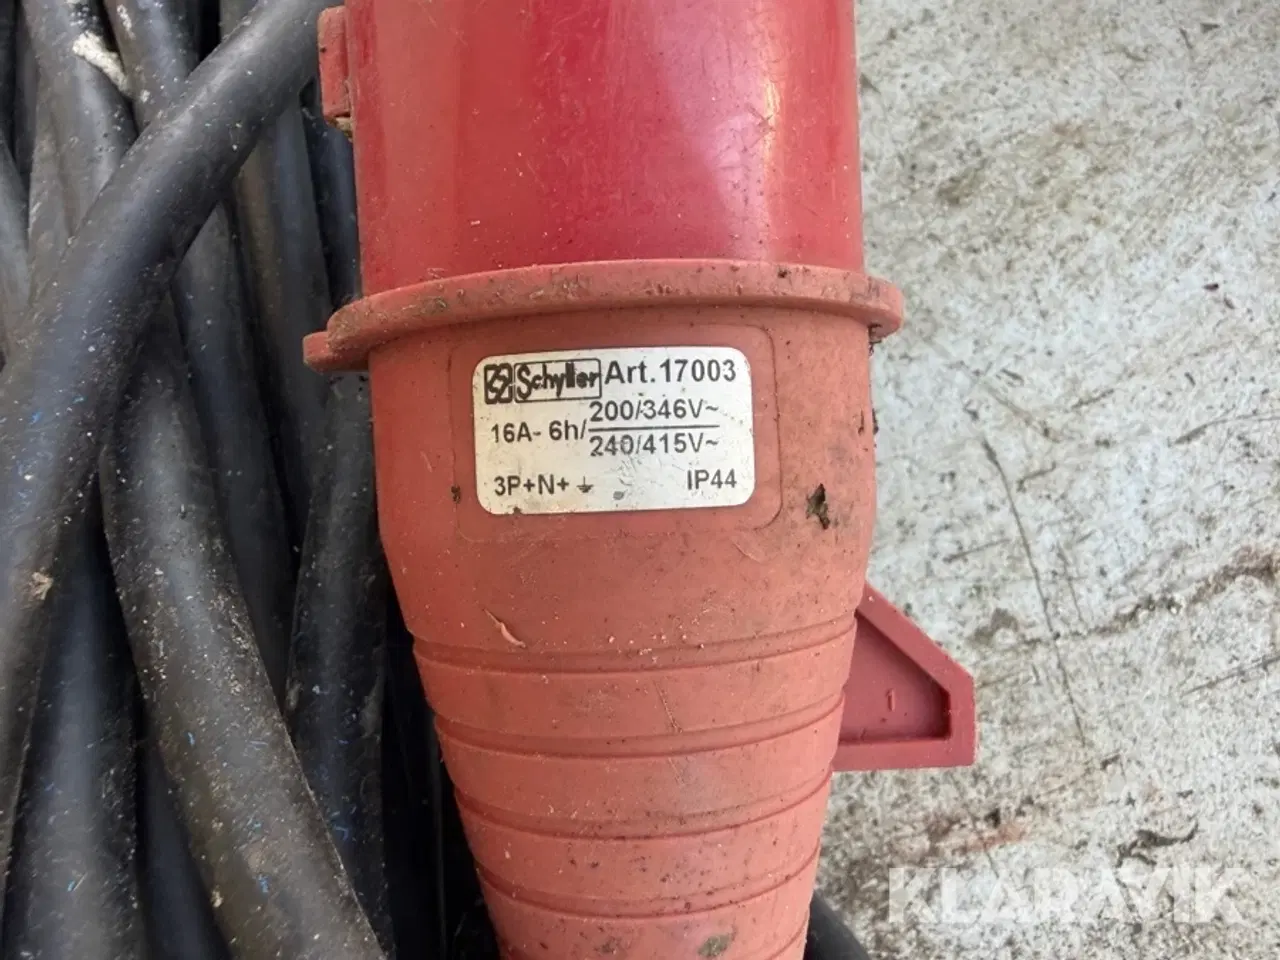 Schyller Art.17003
16A- 6h/ 200/346V~
240/415V~
3P+N+⏚ IP44
KLARAVIK